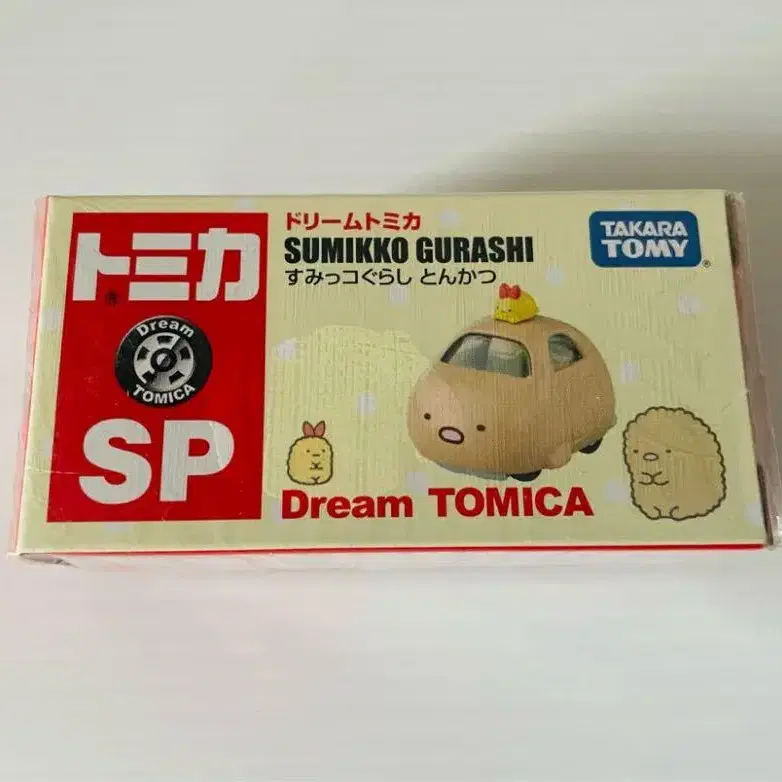 トミカ
®
Dream
TOMICA
SP
ドリームトミカ
SUMIKKO GURASHI
すみっコぐらし とんかつ
Dream TOMICA
TAKARA
TOMY
®